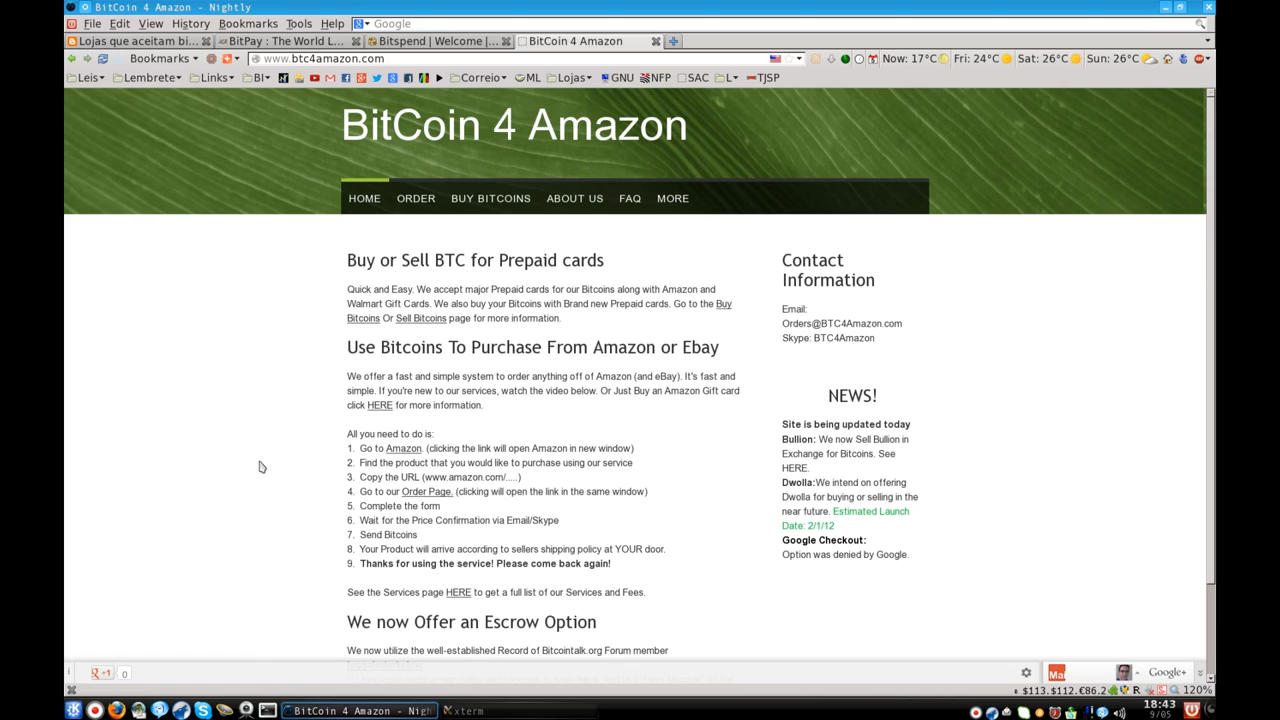 BitCoin 4 Amazon - Nightly
File Edit View History Bookmarks Tools Help Google
Lojas que aceitam bi... BitPay : The World L... Bitspend | Welcome |... BitCoin 4 Amazon
Bookmarks www.btc4amazon.com Now: 17°C Fri: 24°C Sat: 26°C Sun: 26°C
Leis Lembrete Links BI Correio ML Lojas GNU NFP SAC L TJSP
BitCoin 4 Amazon
HOME ORDER BUY BITCOINS ABOUT US FAQ MORE
Buy or Sell BTC for Prepaid cards
Quick and Easy. We accept major Prepaid cards for our Bitcoins along with Amazon and
Walmart Gift Cards. We also buy your Bitcoins with Brand new Prepaid cards. Go to the Buy
Bitcoins Or Sell Bitcoins page for more information.
Use Bitcoins To Purchase From Amazon or Ebay
We offer a fast and simple system to order anything off of Amazon (and eBay). It's fast and
simple. If you're new to our services, watch the video below. Or Just Buy an Amazon Gift card
click HERE for more information.
All you need to do is:
1. Go to Amazon. (clicking the link will open Amazon in new window)
2. Find the product that you would like to purchase using our service
3. Copy the URL (www.amazon.com/.....)
4. Go to our Order Page. (clicking will open the link in the same window)
5. Complete the form
6. Wait for the Price Confirmation via Email/Skype
7. Send Bitcoins
8. Your Product will arrive according to sellers shipping policy at YOUR door.
9. Thanks for using the service! Please come back again!
See the Services page HERE to get a full list of our Services and Fees.
We now Offer an Escrow Option
We now utilize the well-established Record of Bitcointalk.org Forum member
Contact
Information
Email:
Orders@BTC4Amazon.com
Skype: BTC4Amazon
NEWS!
Site is being updated today
Bullion: We now Sell Bullion in
Exchange for Bitcoins. See
HERE.
Dwolla:We intend on offering
Dwolla for buying or selling in the
near future. Estimated Launch
Date: 2/1/12
Google Checkout:
Option was denied by Google.
+1 0 Mai Google+
$113.$112.€86.2 R 120%
BitCoin 4 Amazon - Nigh xterm 18:43
9/05